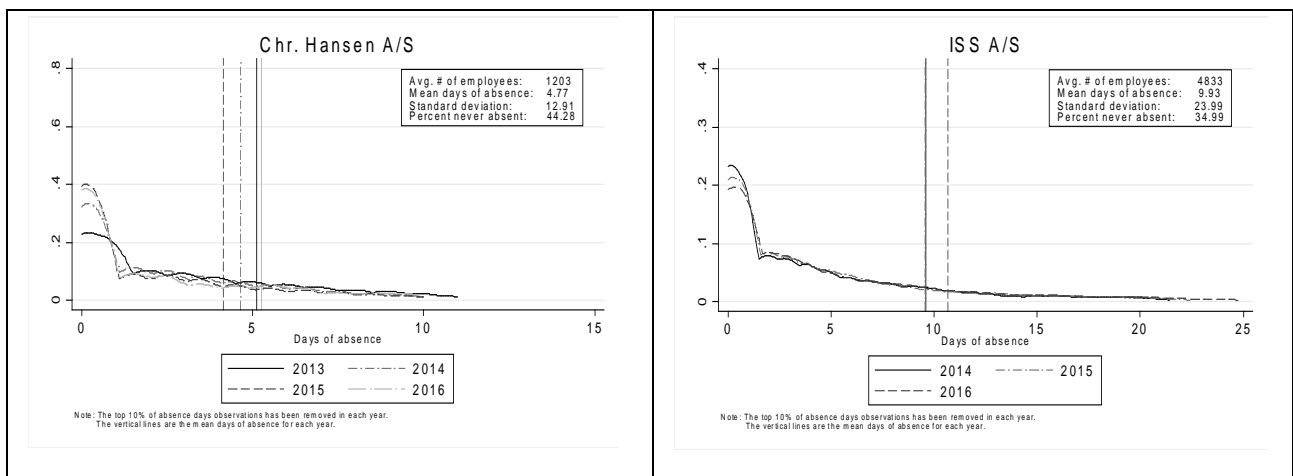 Chr. Hansen A/S
.8
.6
.4
.2
0
Avg. # of employees: 1203
Mean days of absence: 4.77
Standard deviation: 12.91
Percent never absent: 44.28
0 5 10 15
Days of absence
2013 2014
2015 2016
Note: The top 10% of absence days observations has been removed in each year.
The vertical lines are the mean days of absence for each year.
ISS A/S
.4
.3
.2
.1
0
Avg. # of employees: 4833
Mean days of absence: 9.93
Standard deviation: 23.99
Percent never absent: 34.99
0 5 10 15 20 25
Days of absence
2014 2015
2016
Note: The top 10% of absence days observations has been removed in each year.
The vertical lines are the mean days of absence for each year.